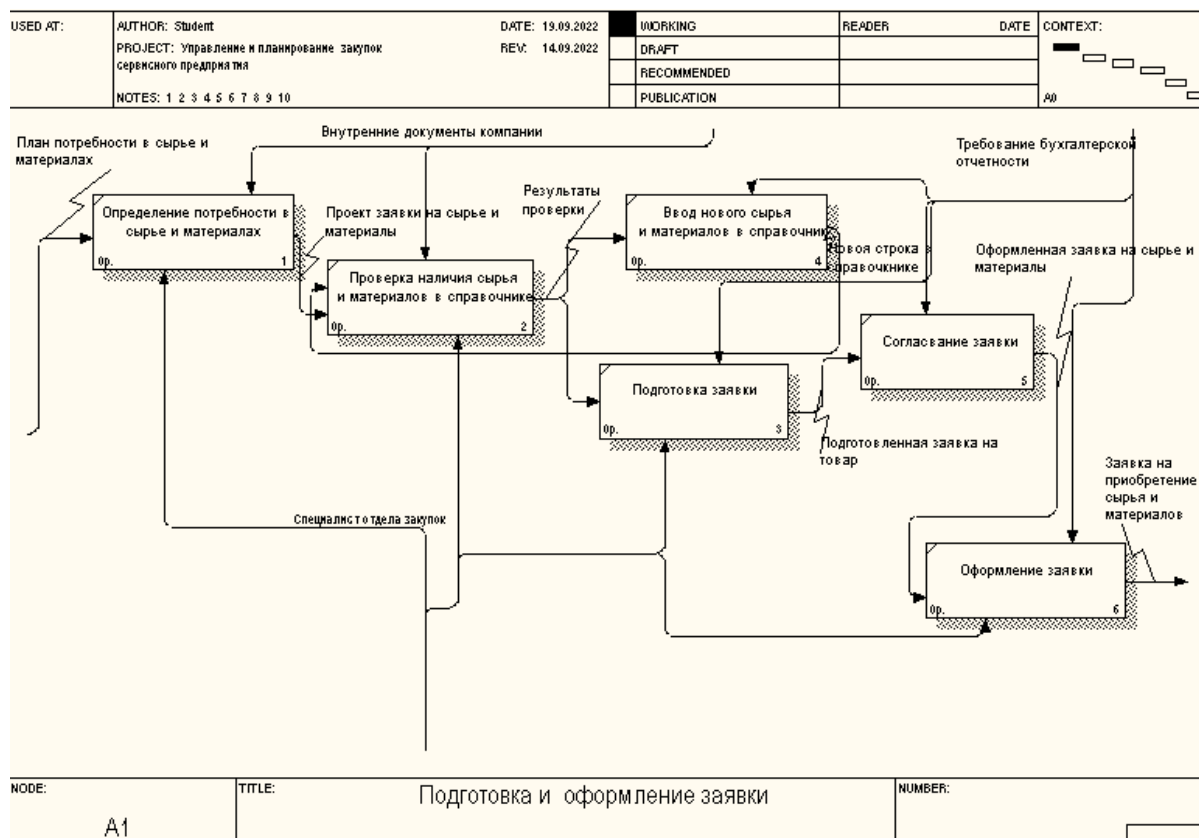 USED AT:
AUTHOR: Student
DATE: 19.09.2022
WORKING
READER
DATE
CONTEXT:
PROJECT: Управление и планирование закупок
REV: 14.09.2022
DRAFT
сервисного предприятия
RECOMMENDED
NOTES: 1 2 3 4 5 6 7 8 9 10
PUBLICATION
A0
План потребности в сырье и
материалах
Внутренние документы компании
Требование бухгалтерской
отчетности
Определение потребности в
сырье и материалах
0р.
1
Проект заявки на сырье и
материалы
Результаты
проверки
Ввод нового сырья
и материалов в справочник
0р.
4
строка в
Оформленная заявка на сырье и
материалы
Проверка наличия сырья
и материалов в справочнике
0р.
2
Согласвание заявки
0р.
5
Подготовка заявки
0р.
3
Подготовленная заявка на
товар
Заявка на
приобретение
сырья и
материалов
Специалист отдела закупок
Оформление заявки
0р.
6
NODE:
TITLE:
Подготовка и оформление заявки
NUMBER:
A1